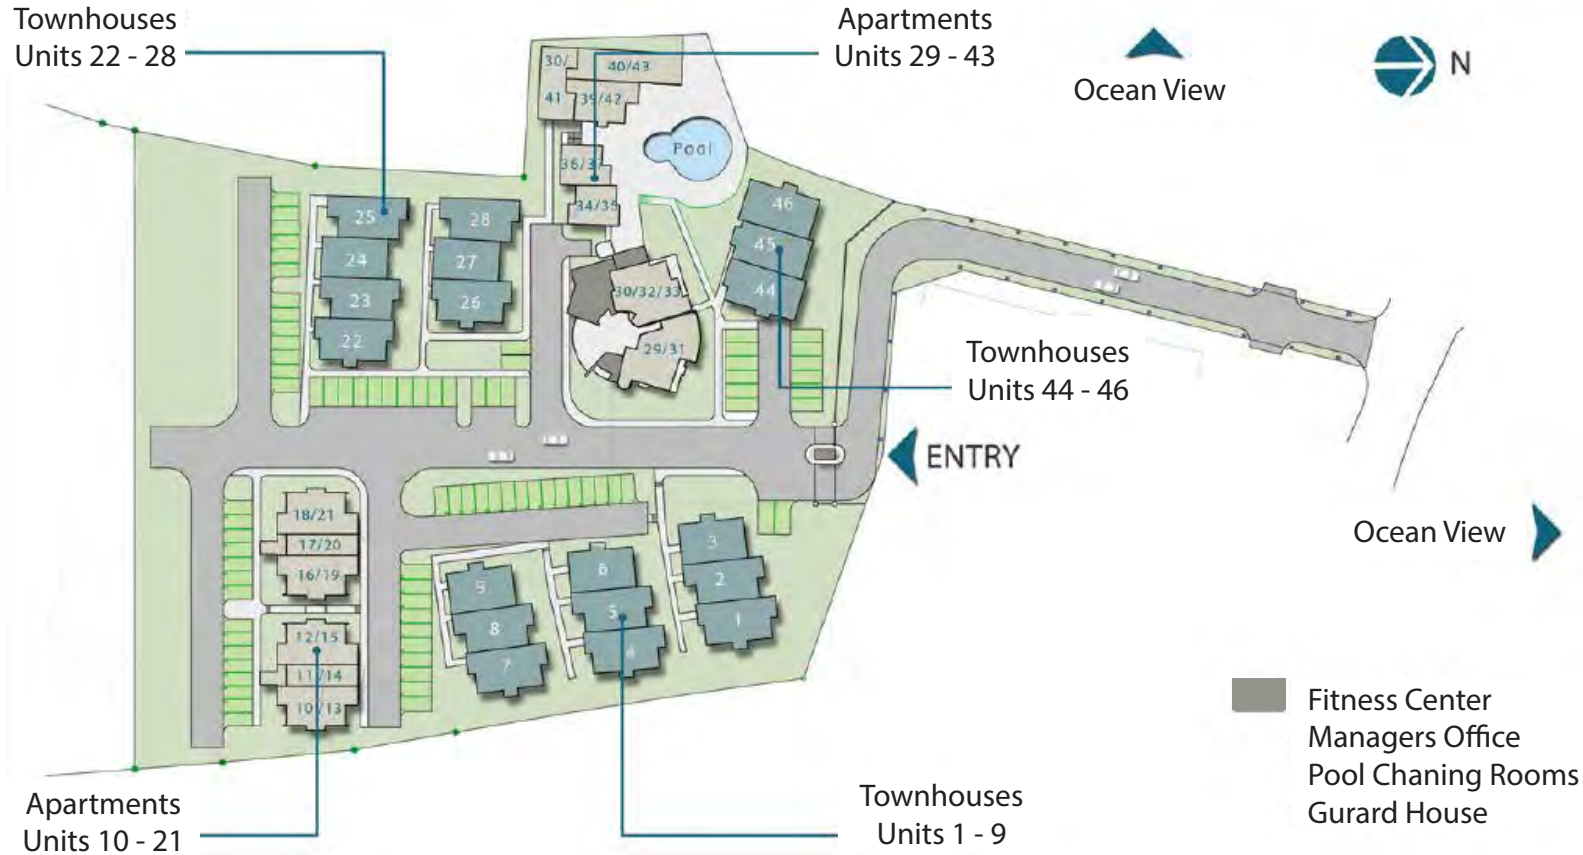 Townhouses
Units 22 - 28
Apartments
Units 29 - 43
Ocean View
N
30/
41
40/43
39/42
36/37
34/35
Pool
46
45
44
25
24
23
22
28
27
26
30/32/33
29/31
Townhouses
Units 44 - 46
ENTRY
Ocean View
18/21
17/20
16/19
12/15
11/14
10/13
9
8
7
6
5
4
3
2
1
Apartments
Units 10 - 21
Townhouses
Units 1 - 9
Fitness Center
Managers Office
Pool Chaning Rooms
Gurard House